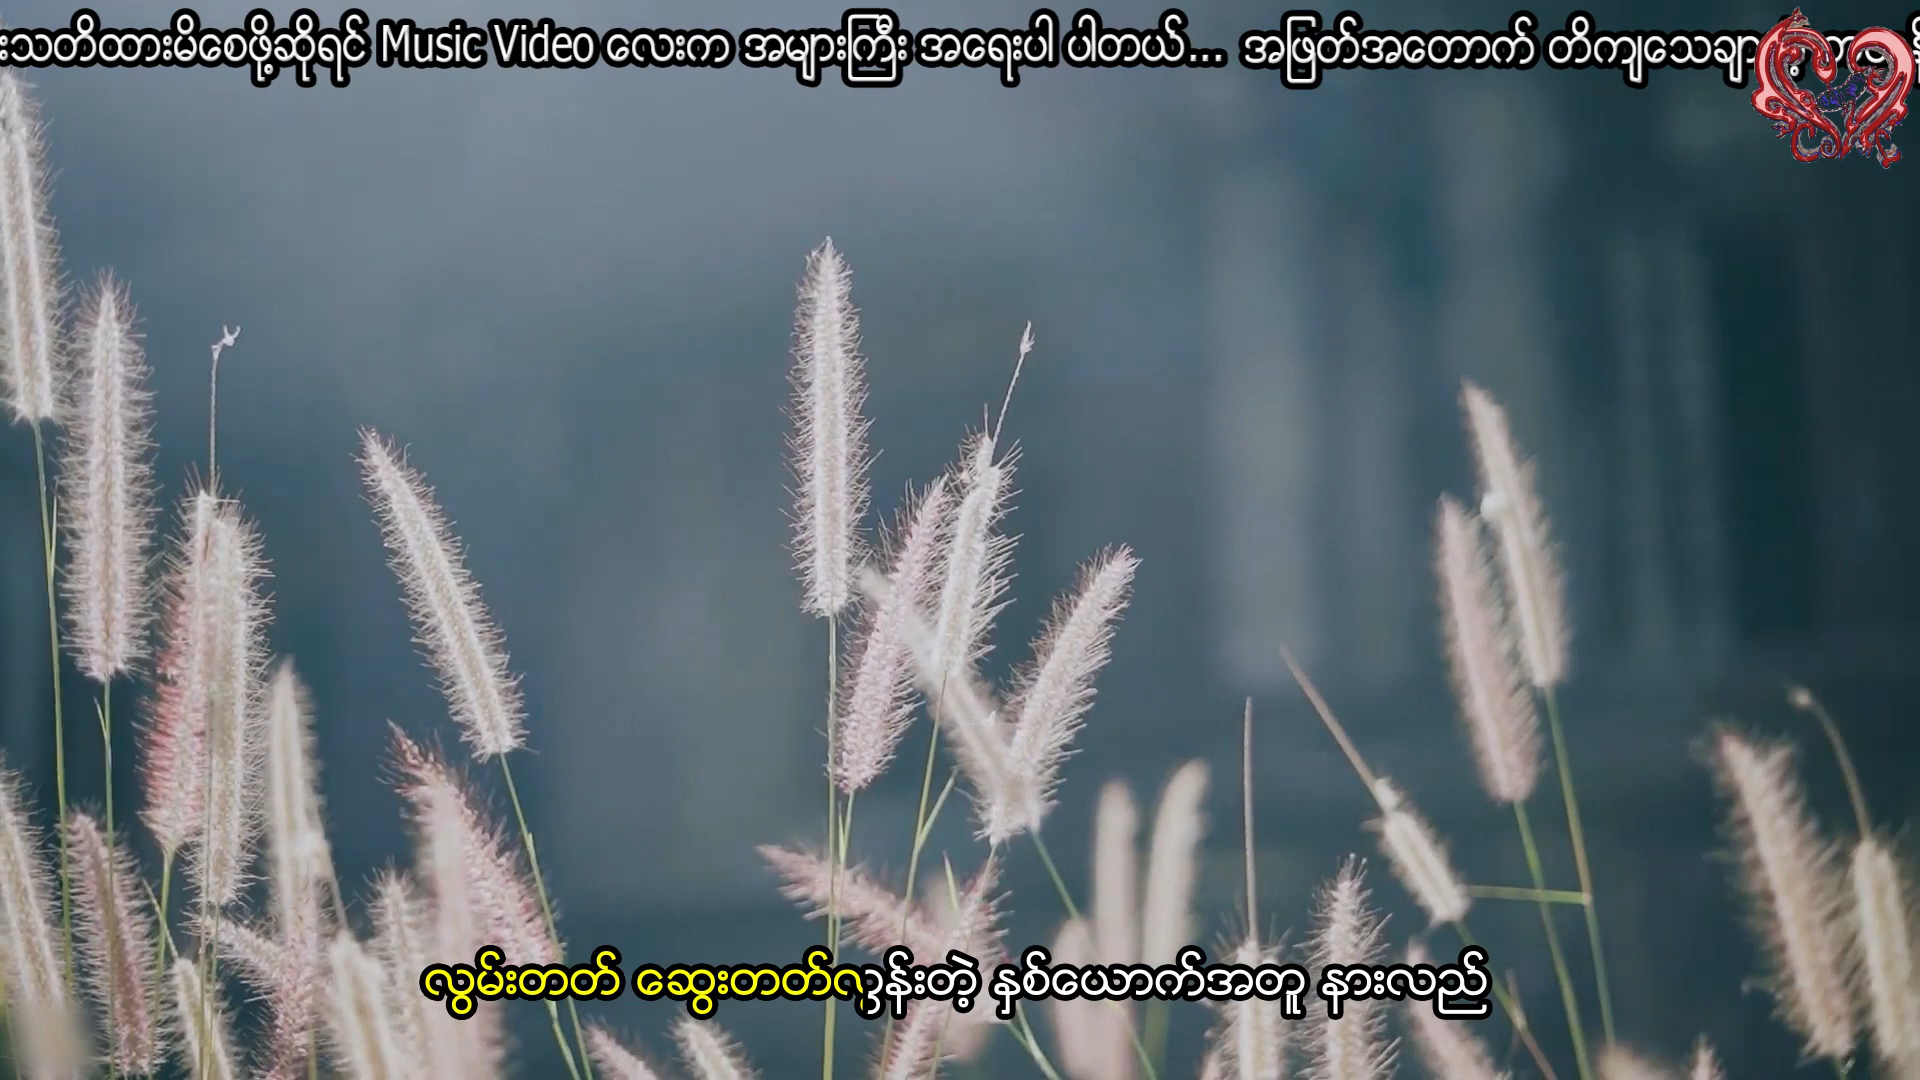 းသတိထားမိစေဖို့ဆိုရင် Music Video လေးက အများကြီး အရေးပါ ပါတယ်... အဖြတ်အတောက် တိကျသေချာ
လွမ်းတတ် ဆွေးတတ်လွန်းတဲ့ နှစ်ယောက်အတူ နားလည်